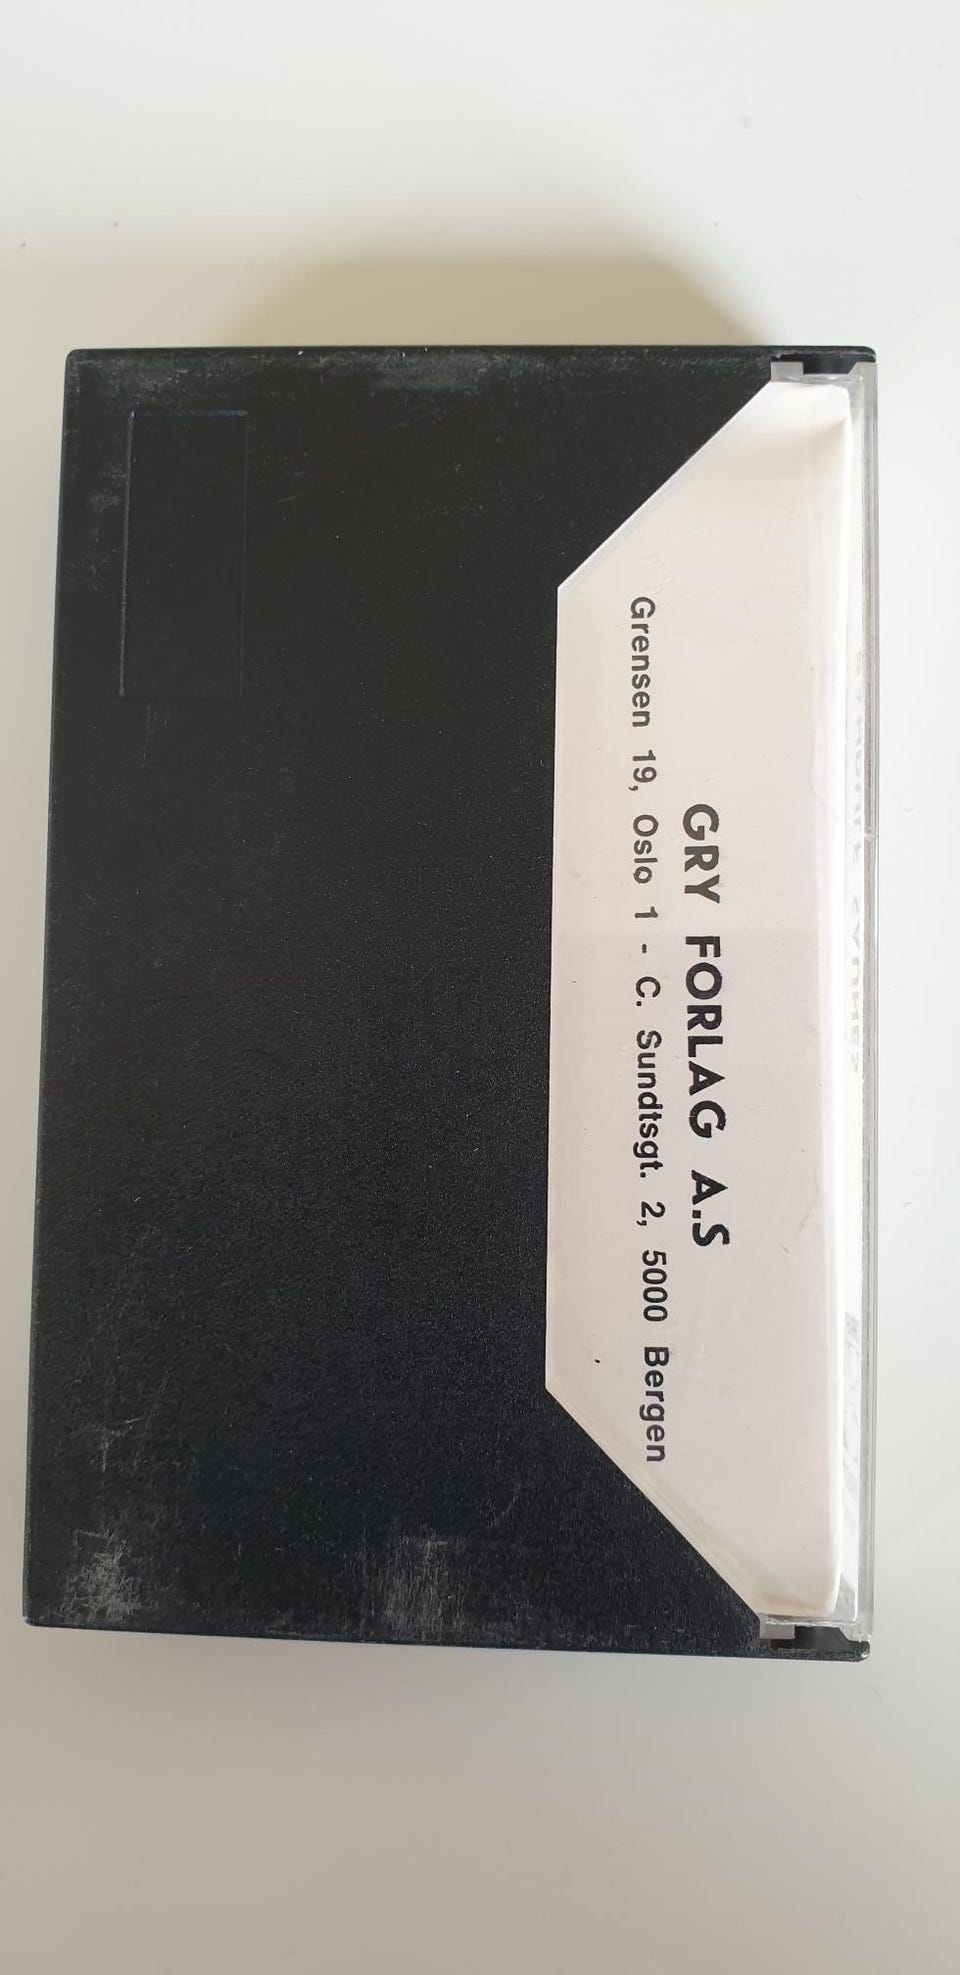 GRY FORLAG A.S
Grensen 19, Oslo 1 - C. Sundtsgt. 2, 5000 Bergen